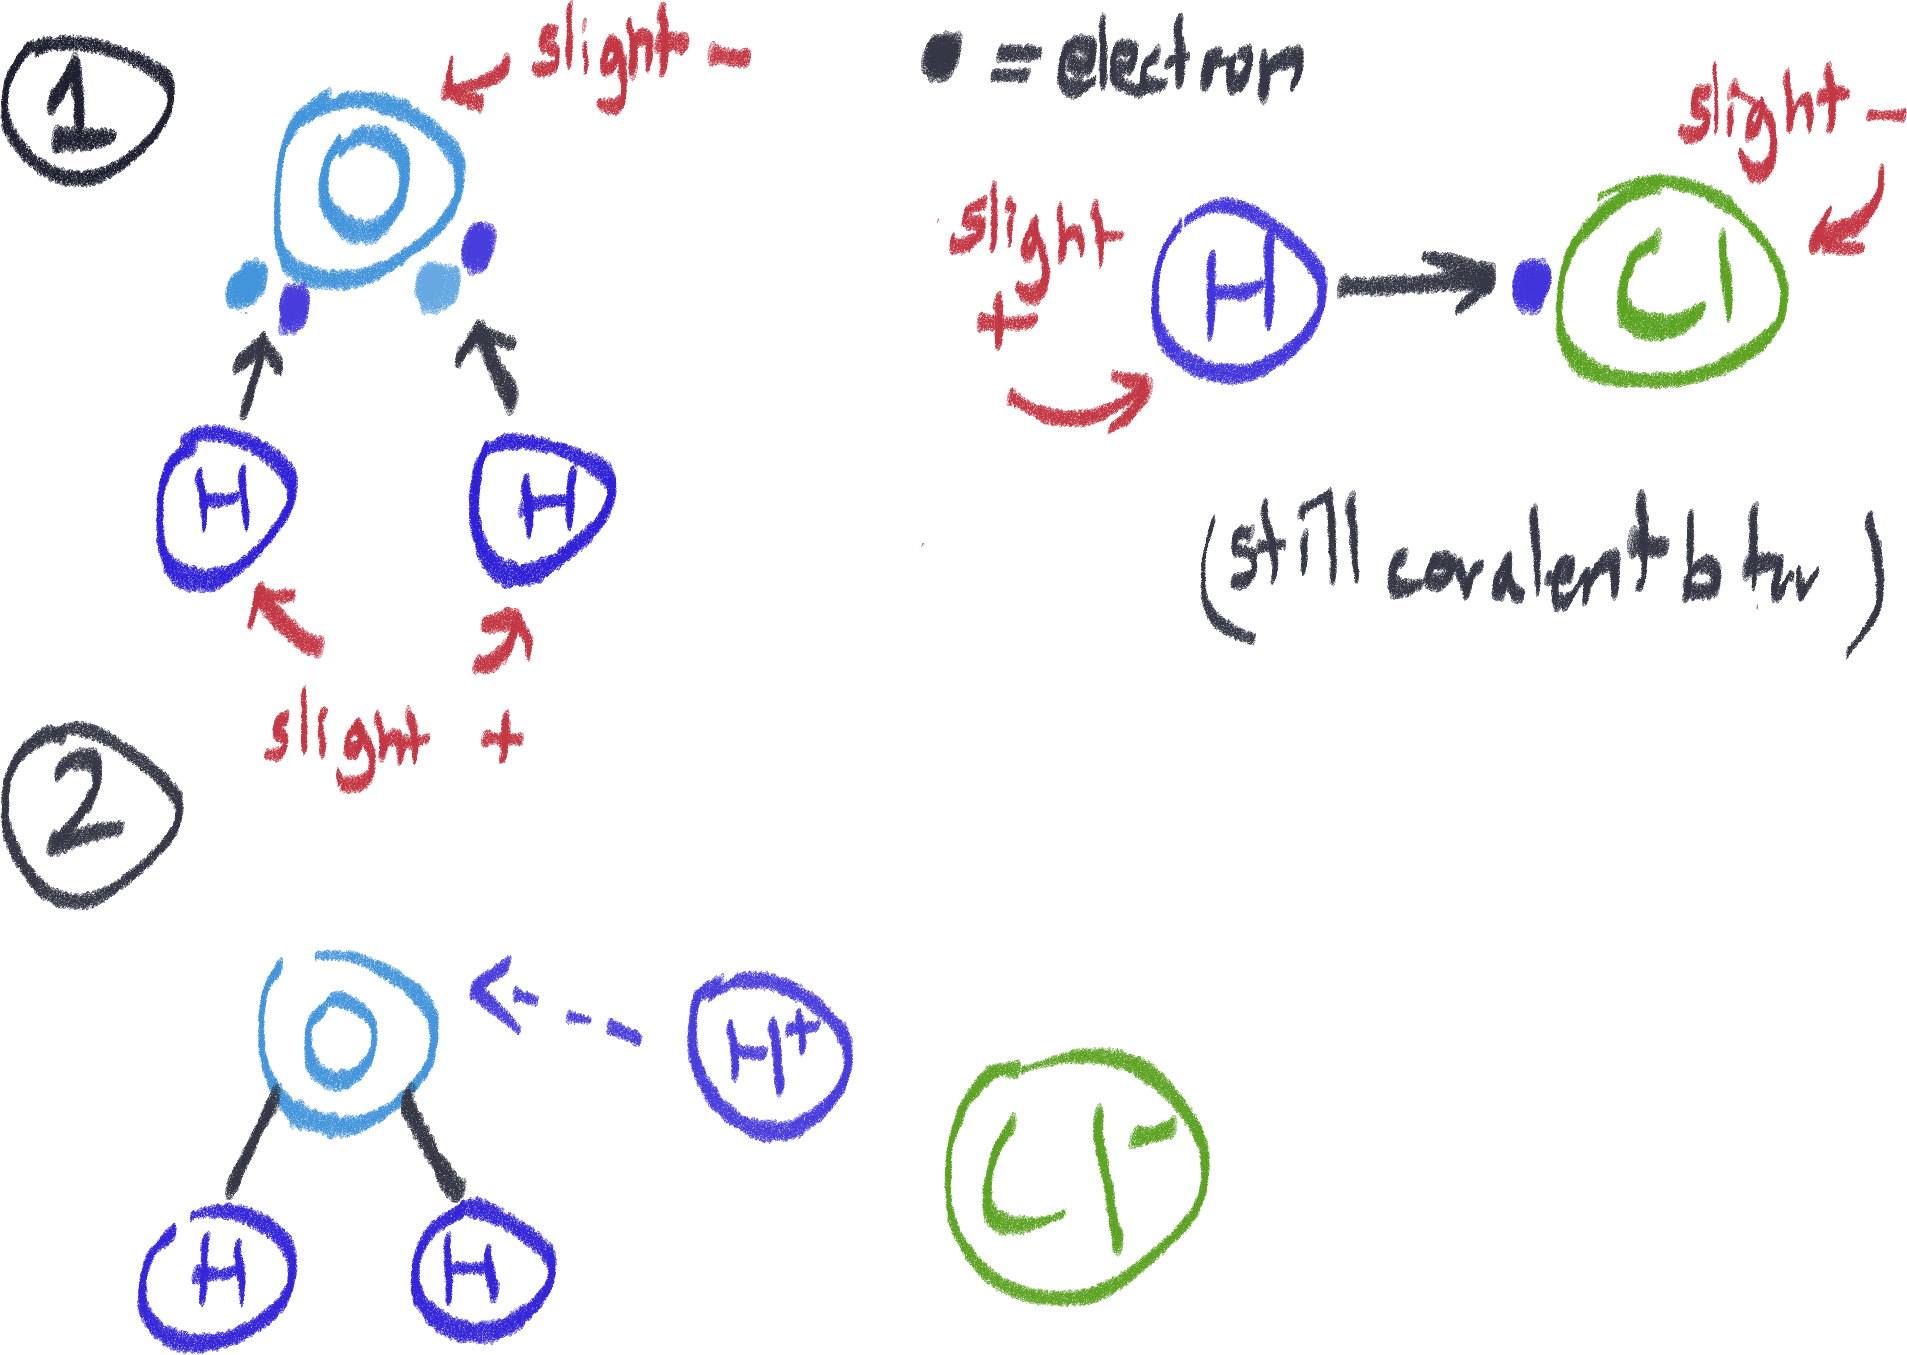 1
slight -
O
H H
slight +
• = electron
slight -
slight
+
H Cl
(still covalent btw)
2
O H+
Cl-
H H